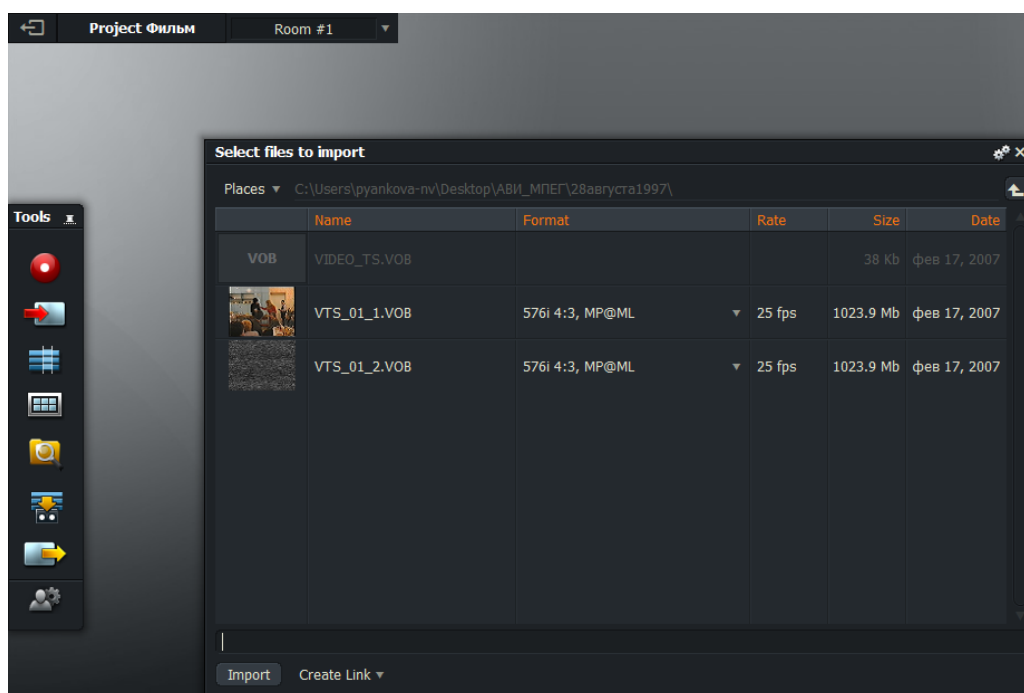 Project Фильм Room #1
Select files to import
Places C:\Users\pyankova-nv\Desktop\АВИ_МПЕГ\28августа1997\
Tools
Name Format Rate Size Date
VOB VIDEO_TS.VOB 38 Kb фев 17, 2007
VTS_01_1.VOB 576i 4:3, MP@ML 25 fps 1023.9 Mb фев 17, 2007
VTS_01_2.VOB 576i 4:3, MP@ML 25 fps 1023.9 Mb фев 17, 2007
Import Create Link